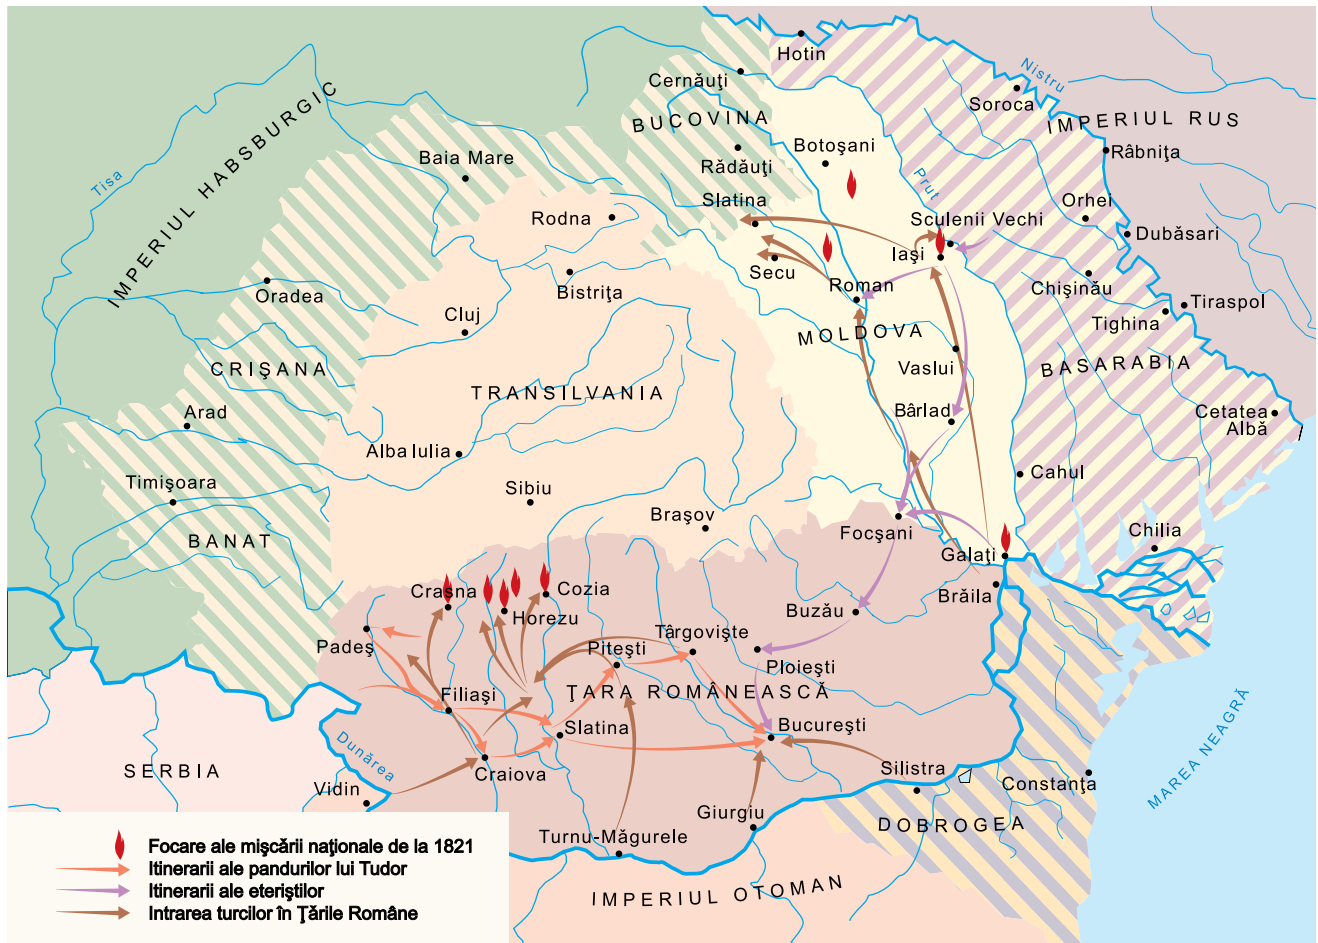 Hotin
Nistru
Cernăuţi
Soroca
IMPERIUL RUS
BUCOVINA
Botoşani
Râbniţa
IMPERIUL HABSBURGIC
Baia Mare
Rădăuţi
Tisa
Prut
Slatina
Orhei
Rodna
Sculenii Vechi
Dubăsari
Iaşi
Secu
Bistriţa
Roman
Chişinău
Oradea
Tiraspol
Cluj
Tighina
MOLDOVA
CRIŞANA
Vaslui
BASARABIA
TRANSILVANIA
Arad
Bârlad
Cetatea
Albă
Alba Iulia
Cahul
Timişoara
Sibiu
Braşov
Focşani
Chilia
BANAT
Galaţi
Crasna
Cozia
Brăila
Horezu
Buzău
Padeş
Târgovişte
Piteşti
Ploieşti
Filiaşi
ŢARA ROMÂNEASCĂ
Slatina
Bucureşti
MAREA NEAGRĂ
Dunărea
SERBIA
Craiova
Silistra
Vidin
Constanţa
Giurgiu
Turnu-Măgurele
DOBROGEA
IMPERIUL OTOMAN
Focare ale mişcării naţionale de la 1821
Itinerarii ale pandurilor lui Tudor
Itinerarii ale eteriştilor
Intrarea turcilor în Ţările Române